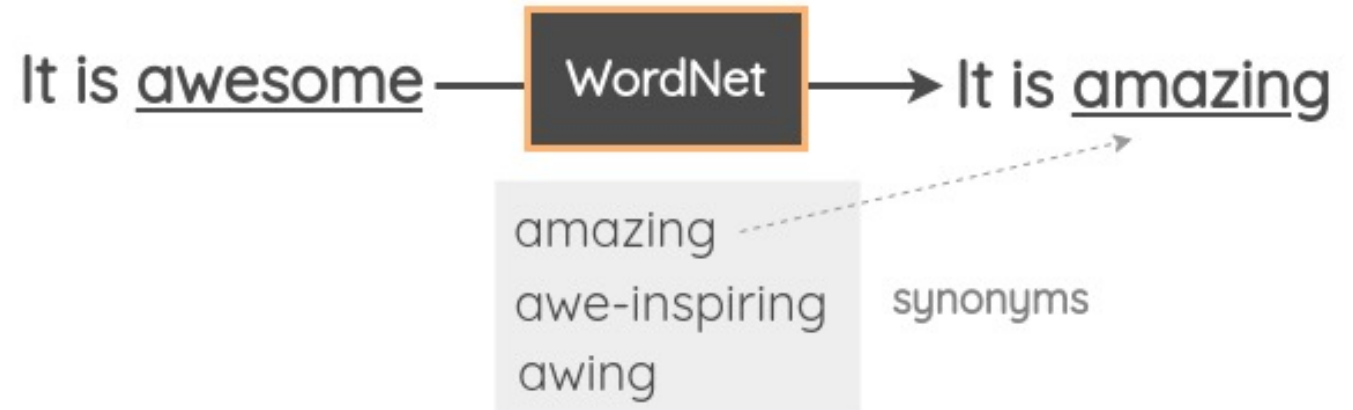 It is awesome
WordNet
It is amazing
amazing
awe-inspiring
synonyms
awing